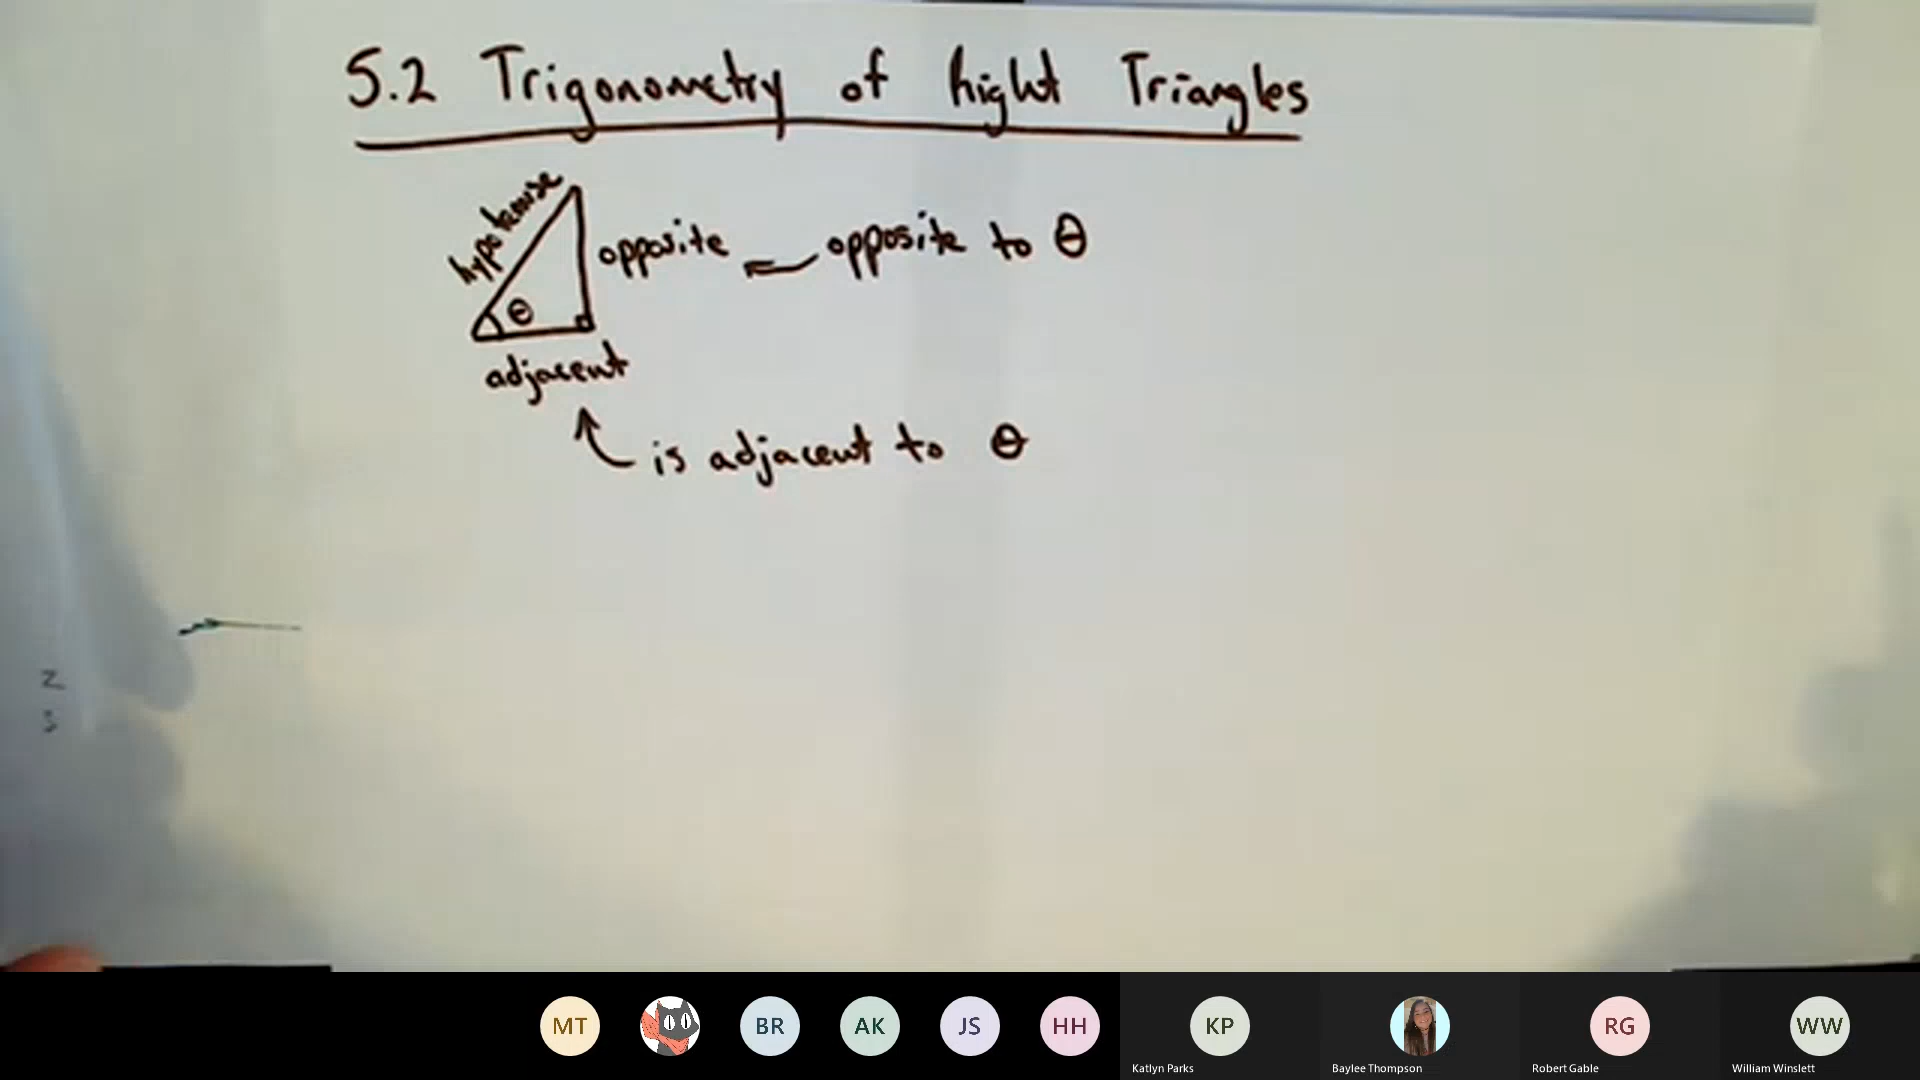 5.2 Trigonometry of Right Triangles
hypotenuse
opposite
opposite to θ
θ
adjacent
is adjacent to θ
MT
BR
AK
JS
HH
KP
RG
WW
Katlyn Parks
Baylee Thompson
Robert Gable
William Winslett